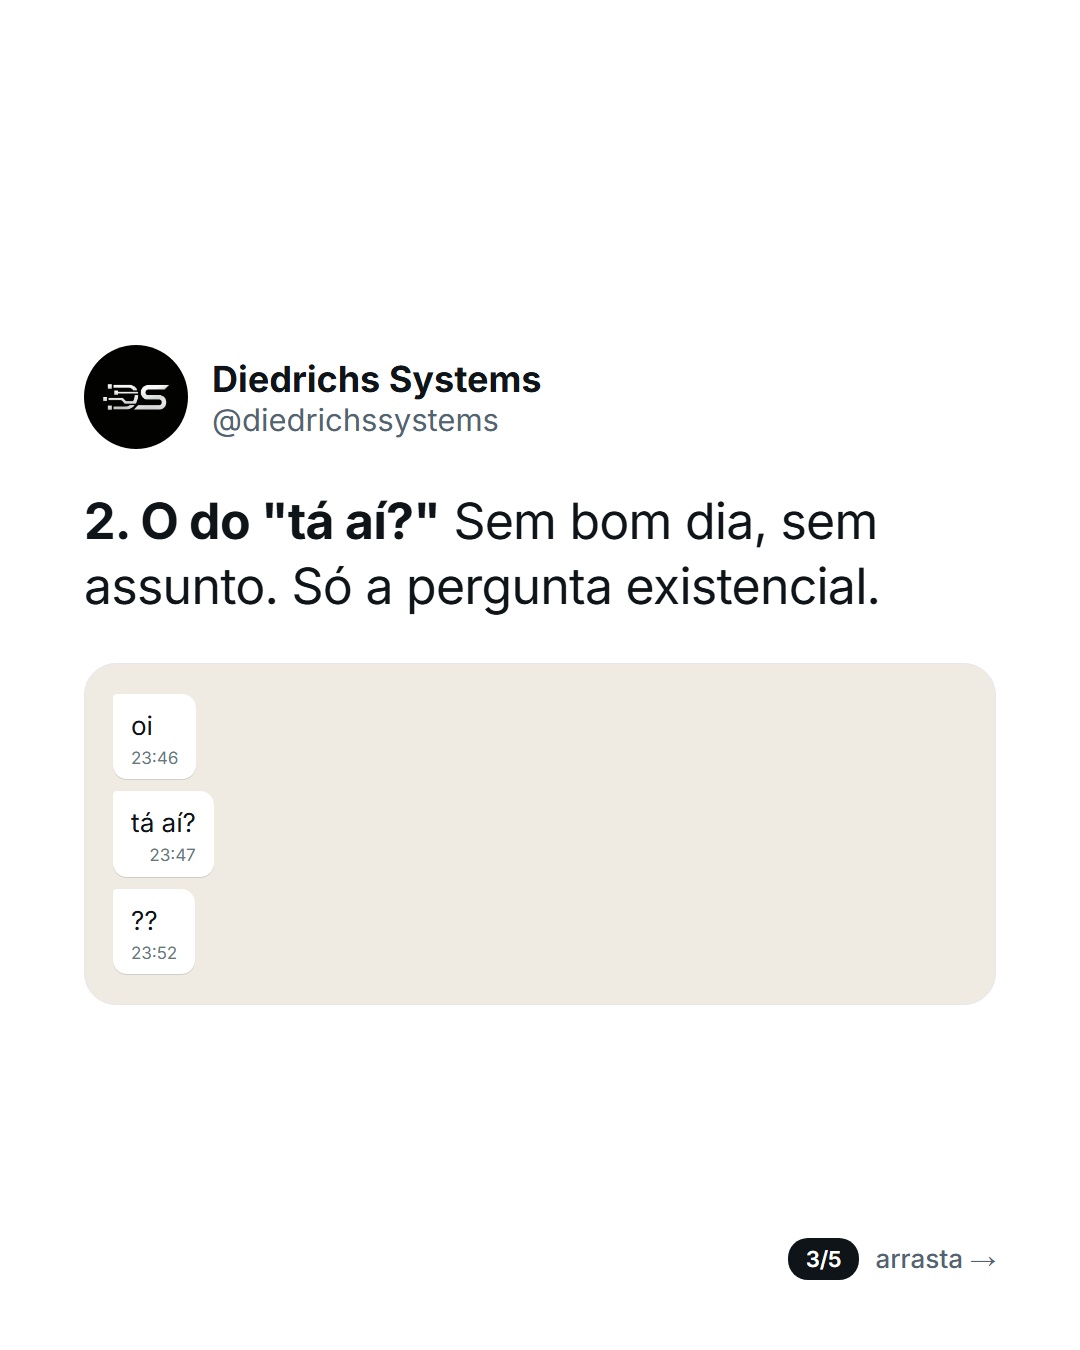 DS
Diedrichs Systems
@diedrichssystems
2. O do "tá aí?" Sem bom dia, sem
assunto. Só a pergunta existencial.
oi
23:46
tá aí?
23:47
??
23:52
3/5 arrasta →